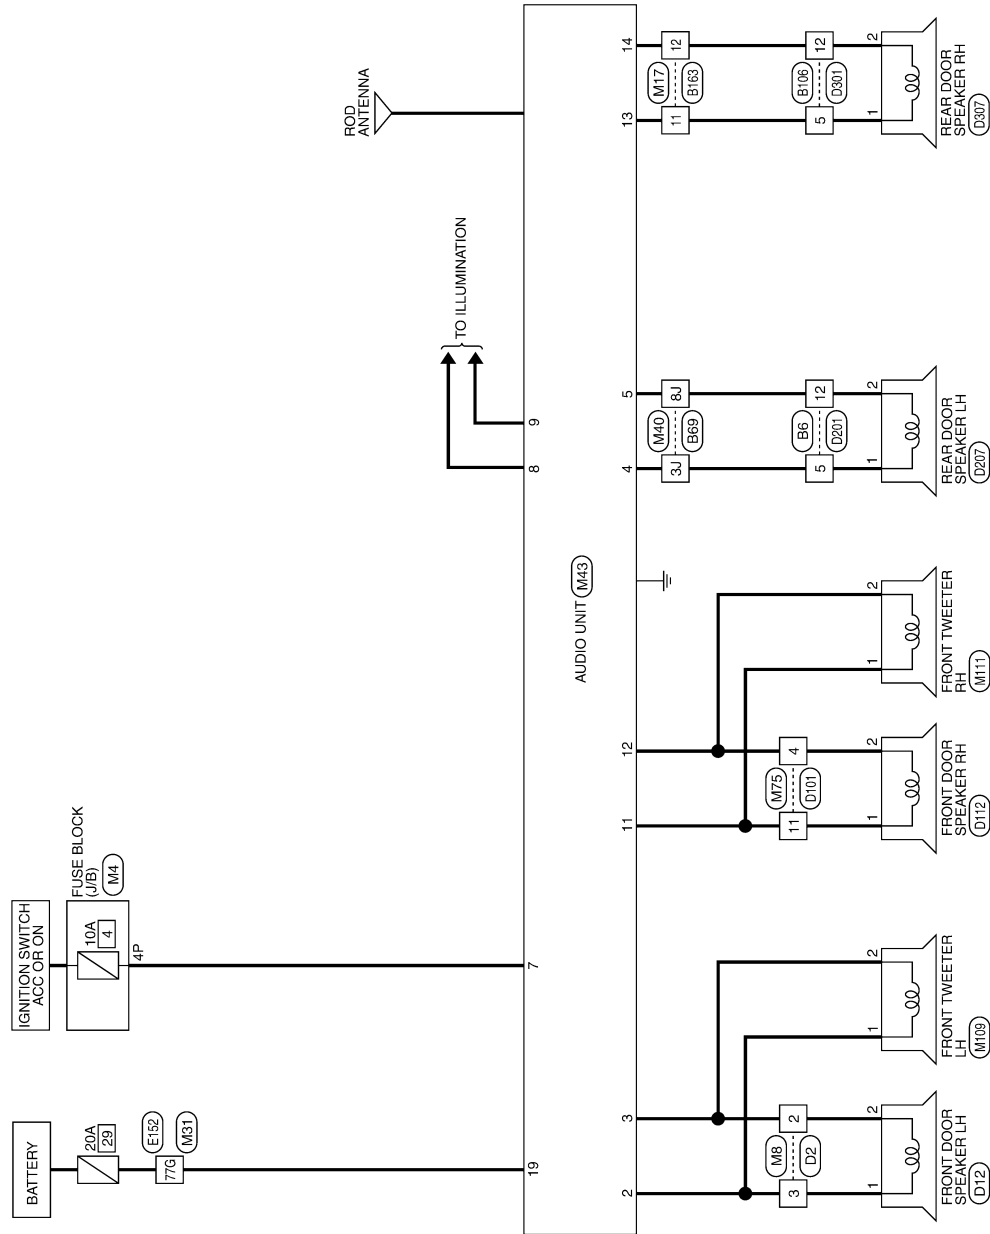 BATTERY
20A
29
E152
77G
M31
19
IGNITION SWITCH
ACC OR ON
FUSE BLOCK
(J/B)
M4
10A
4
4P
7
TO ILLUMINATION
8
9
ROD
ANTENNA
AUDIO UNIT
M43
2
3
11
12
4
5
13
14
M8
3
2
D2
1
2
FRONT DOOR
SPEAKER LH
D12
1
2
FRONT TWEETER
LH
M109
M75
11
4
D101
1
2
FRONT DOOR
SPEAKER RH
D112
1
2
FRONT TWEETER
RH
M111
M40
3J
8J
B69
B6
5
12
D201
1
2
REAR DOOR
SPEAKER LH
D207
M17
11
12
B163
B106
5
12
D301
1
2
REAR DOOR
SPEAKER RH
D307